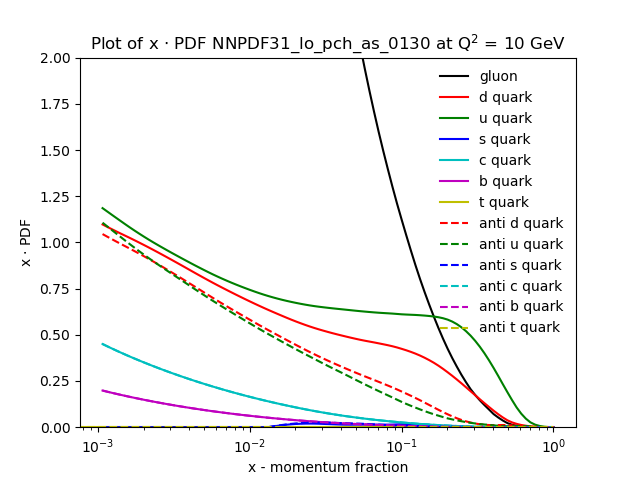 Plot of x · PDF NNPDF31_lo_pch_as_0130 at Q² = 10 GeV
2.00
1.75
1.50
1.25
1.00
0.75
0.50
0.25
0.00
x · PDF
gluon
d quark
u quark
s quark
c quark
b quark
t quark
anti d quark
anti u quark
anti s quark
anti c quark
anti b quark
anti t quark
10⁻³ 10⁻² 10⁻¹ 10⁰
x - momentum fraction